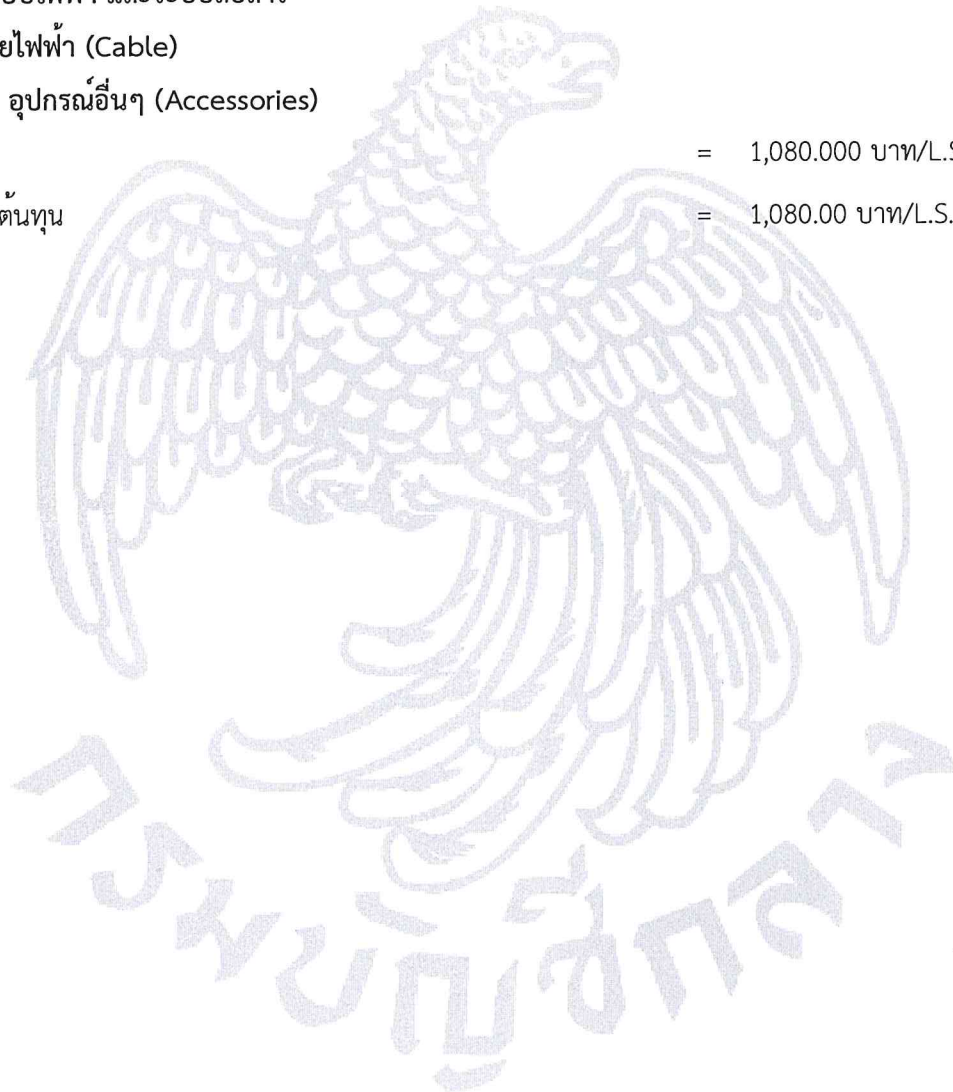 ยไฟฟ้า (Cable)
อุปกรณ์อื่นๆ (Accessories)
= 1,080.000 บาท/L.S
ต้นทุน = 1,080.00 บาท/L.S.
กรมบัญชีกลาง